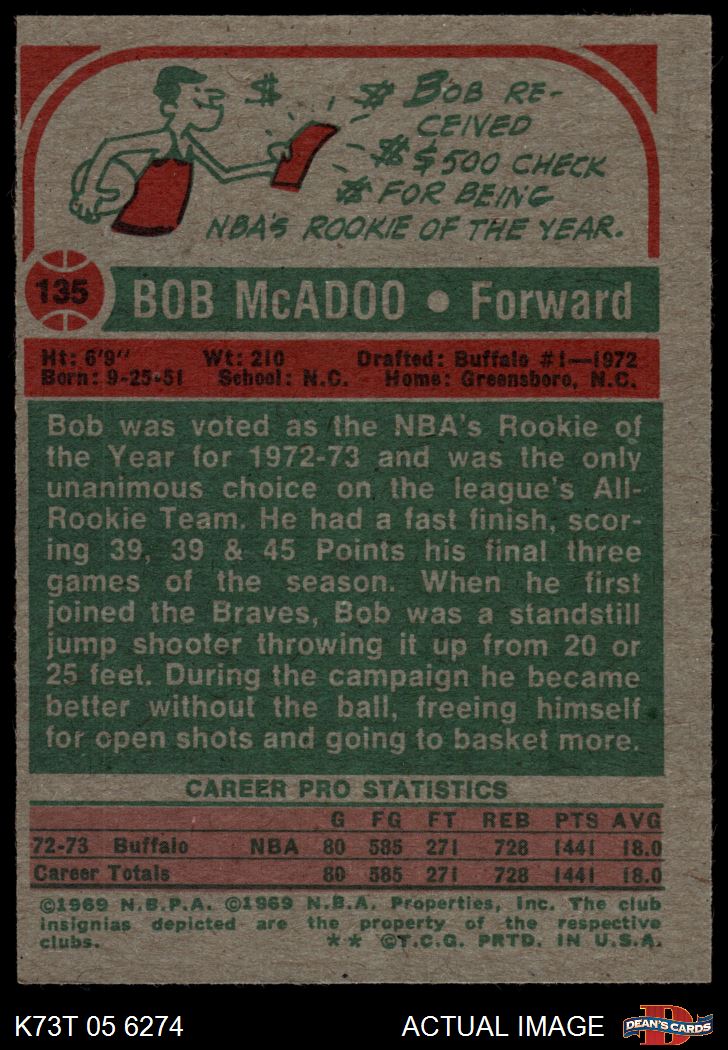 BOB RE-
CEIVED
$500 CHECK
FOR BEING
NBA'S ROOKIE OF THE YEAR.
135 BOB McADOO • Forward
Ht: 6'9" Wt: 210 Drafted: Buffalo #1—1972
Born: 9-25-51 School: N.C. Home: Greensboro, N.C.
Bob was voted as the NBA's Rookie of
the Year for 1972-73 and was the only
unanimous choice on the league's All-
Rookie Team. He had a fast finish, scor-
ing 39, 39 & 45 Points his final three
games of the season. When he first
joined the Braves, Bob was a standstill
jump shooter throwing it up from 20 or
25 feet. During the campaign he became
better without the ball, freeing himself
for open shots and going to basket more.
CAREER PRO STATISTICS
G FG FT REB PTS AVG
72-73 Buffalo NBA 80 585 271 728 1441 18.0
Career Totals 80 585 271 728 1441 18.0
©1969 N.B.P.A. ©1969 N.B.A. Properties, Inc. The club
insignias depicted are the property of the respective
clubs. ** ©T.C.G. PRTD. IN U.S.A.
K73T 05 6274 ACTUAL IMAGE DEAN'S CARDS